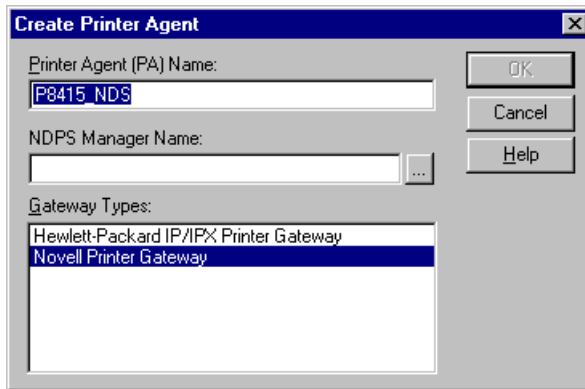 Create Printer Agent
Printer Agent (PA) Name:
OK
P8415_NDS
Cancel
NDPS Manager Name:
Help
...
Gateway Types:
Hewlett-Packard IP/IPX Printer Gateway
Novell Printer Gateway